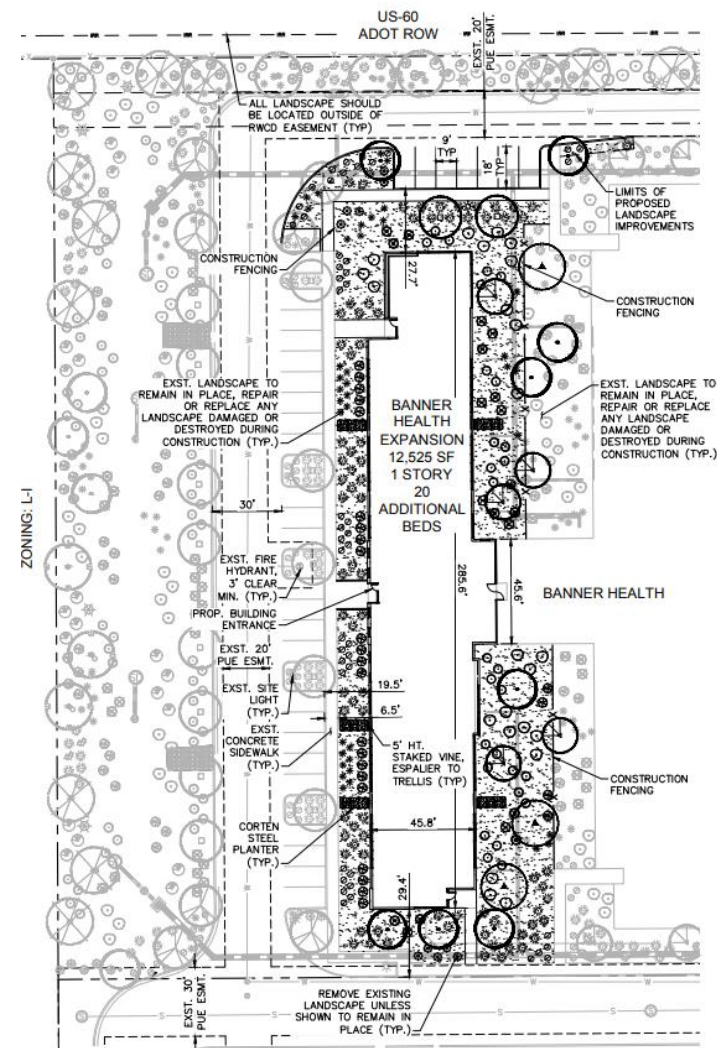 US-60
ADOT ROW
EXST. 20'
PUE ESMT.
ALL LANDSCAPE SHOULD
BE LOCATED OUTSIDE OF
RWCD EASEMENT (TYP)
9'
TYP
18'
TYP
LIMITS OF
PROPOSED
LANDSCAPE
IMPROVEMENTS
CONSTRUCTION
FENCING
27.7'
CONSTRUCTION
FENCING
EXST. LANDSCAPE TO
REMAIN IN PLACE, REPAIR
OR REPLACE ANY
LANDSCAPE DAMAGED OR
DESTROYED DURING
CONSTRUCTION (TYP.)
BANNER
HEALTH
EXPANSION
12,525 SF
1 STORY
20
ADDITIONAL
BEDS
EXST. LANDSCAPE TO
REMAIN IN PLACE,
REPAIR OR REPLACE
ANY LANDSCAPE
DAMAGED OR
DESTROYED DURING
CONSTRUCTION (TYP.)
ZONING: L-I
30'
EXST. FIRE
HYDRANT,
3' CLEAR
MIN. (TYP.)
PROP. BUILDING
ENTRANCE
285.6'
45.6'
BANNER HEALTH
EXST. 20'
PUE ESMT.
EXST. SITE
LIGHT
(TYP.)
19.5'
6.5'
EXST.
CONCRETE
SIDEWALK
(TYP.)
5' HT.
STAKED VINE,
ESPALIER TO
TRELLIS (TYP)
CONSTRUCTION
FENCING
CORTEN
STEEL
PLANTER
(TYP.)
45.8'
29.4'
EXST. 30'
PUE ESMT.
REMOVE EXISTING
LANDSCAPE UNLESS
SHOWN TO REMAIN IN
PLACE (TYP.)